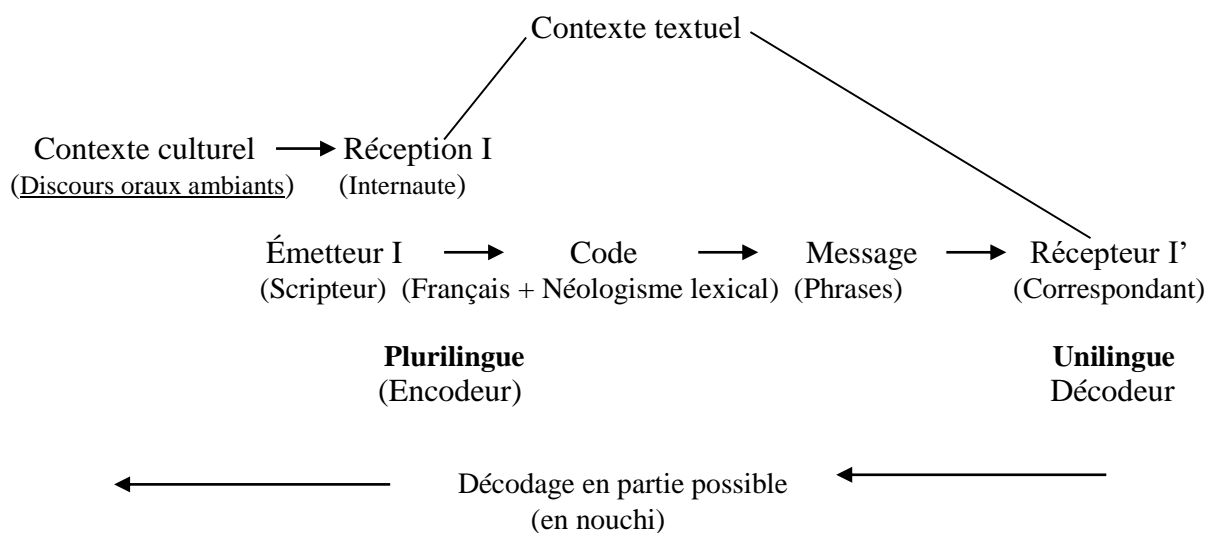 Contexte textuel
Contexte culturel Réception I
(Discours oraux ambiants) (Internaute)
Émetteur I Code Message Récepteur I’
(Scripteur) (Français + Néologisme lexical) (Phrases) (Correspondant)
Plurilingue Unilingue
(Encodeur) Décodeur
Décodage en partie possible
(en nouchi)